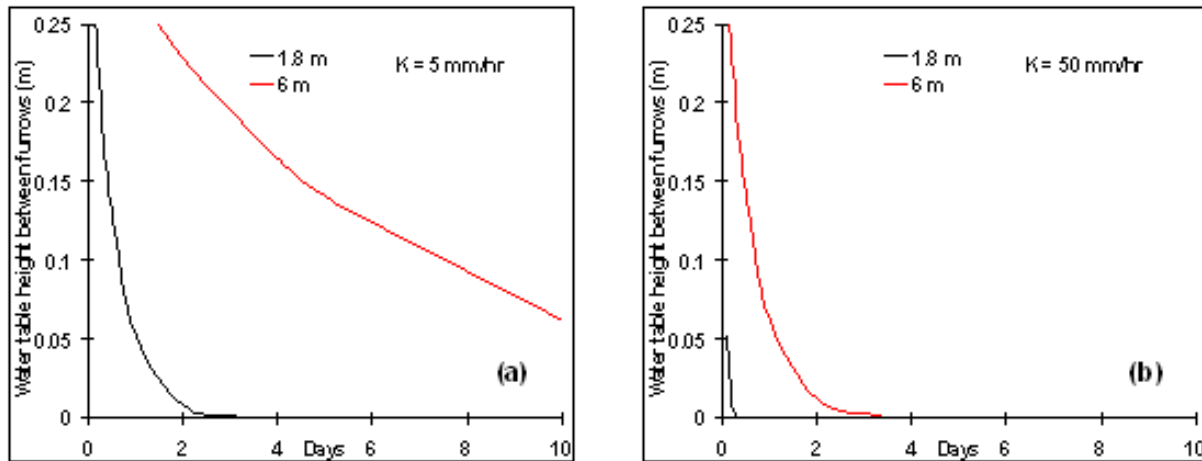 Water table height between furrows (m)
0.25
0.2
0.15
0.1
0.05
0
1.8 m
6 m
K = 5 mm/hr
(a)
0 2 Days 4 6 8 10
Water table height between furrows (m)
0.25
0.2
0.15
0.1
0.05
0
1.8 m
6 m
K = 50 mm/hr
(b)
0 2 Days 4 6 8 10